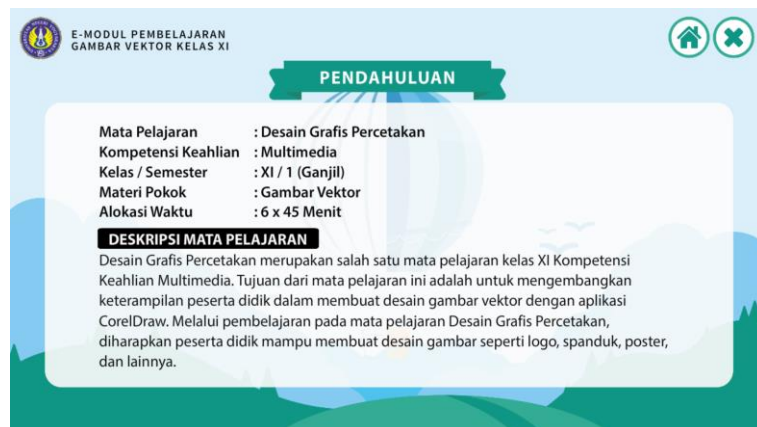 E-MODUL PEMBELAJARAN
GAMBAR VEKTOR KELAS XI
PENDAHULUAN
Mata Pelajaran : Desain Grafis Percetakan
Kompetensi Keahlian : Multimedia
Kelas / Semester : XI / 1 (Ganjil)
Materi Pokok : Gambar Vektor
Alokasi Waktu : 6 x 45 Menit
DESKRIPSI MATA PELAJARAN
Desain Grafis Percetakan merupakan salah satu mata pelajaran kelas XI Kompetensi
Keahlian Multimedia. Tujuan dari mata pelajaran ini adalah untuk mengembangkan
keterampilan peserta didik dalam membuat desain gambar vektor dengan aplikasi
CorelDraw. Melalui pembelajaran pada mata pelajaran Desain Grafis Percetakan,
diharapkan peserta didik mampu membuat desain gambar seperti logo, spanduk, poster,
dan lainnya.